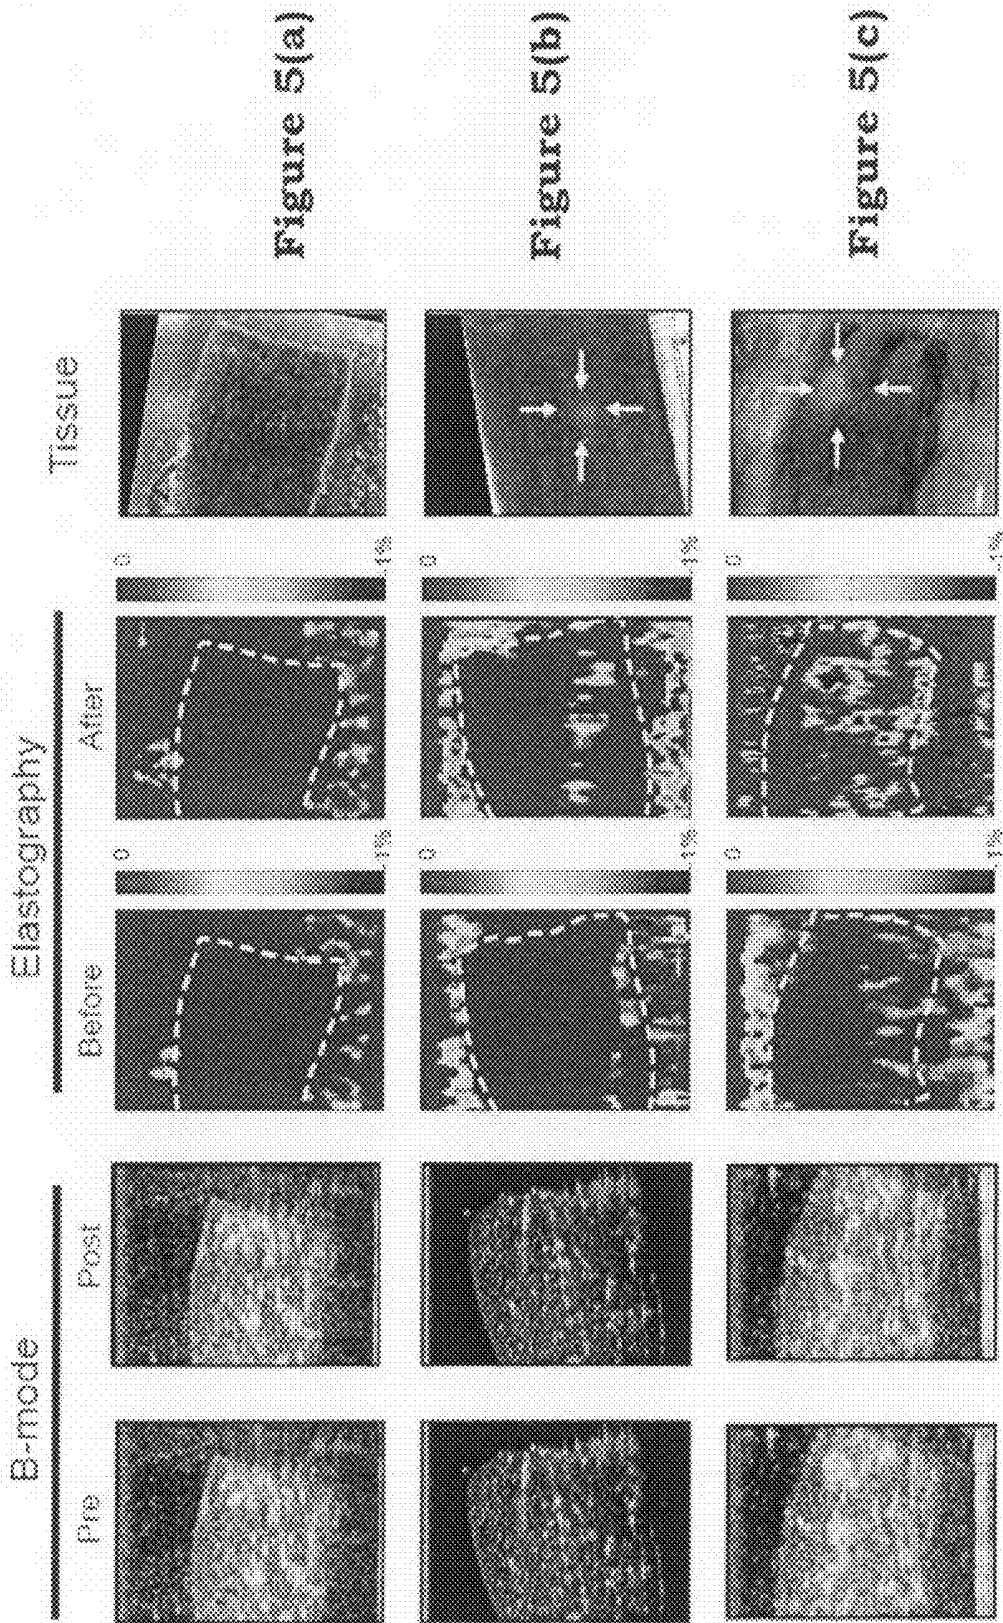 B-mode
Elastography
Tissue
Pre
Post
Before
After
0
-1%
0
-1%
Figure 5(a)
0
-1%
0
-1%
Figure 5(b)
0
-1%
0
-1%
Figure 5(c)